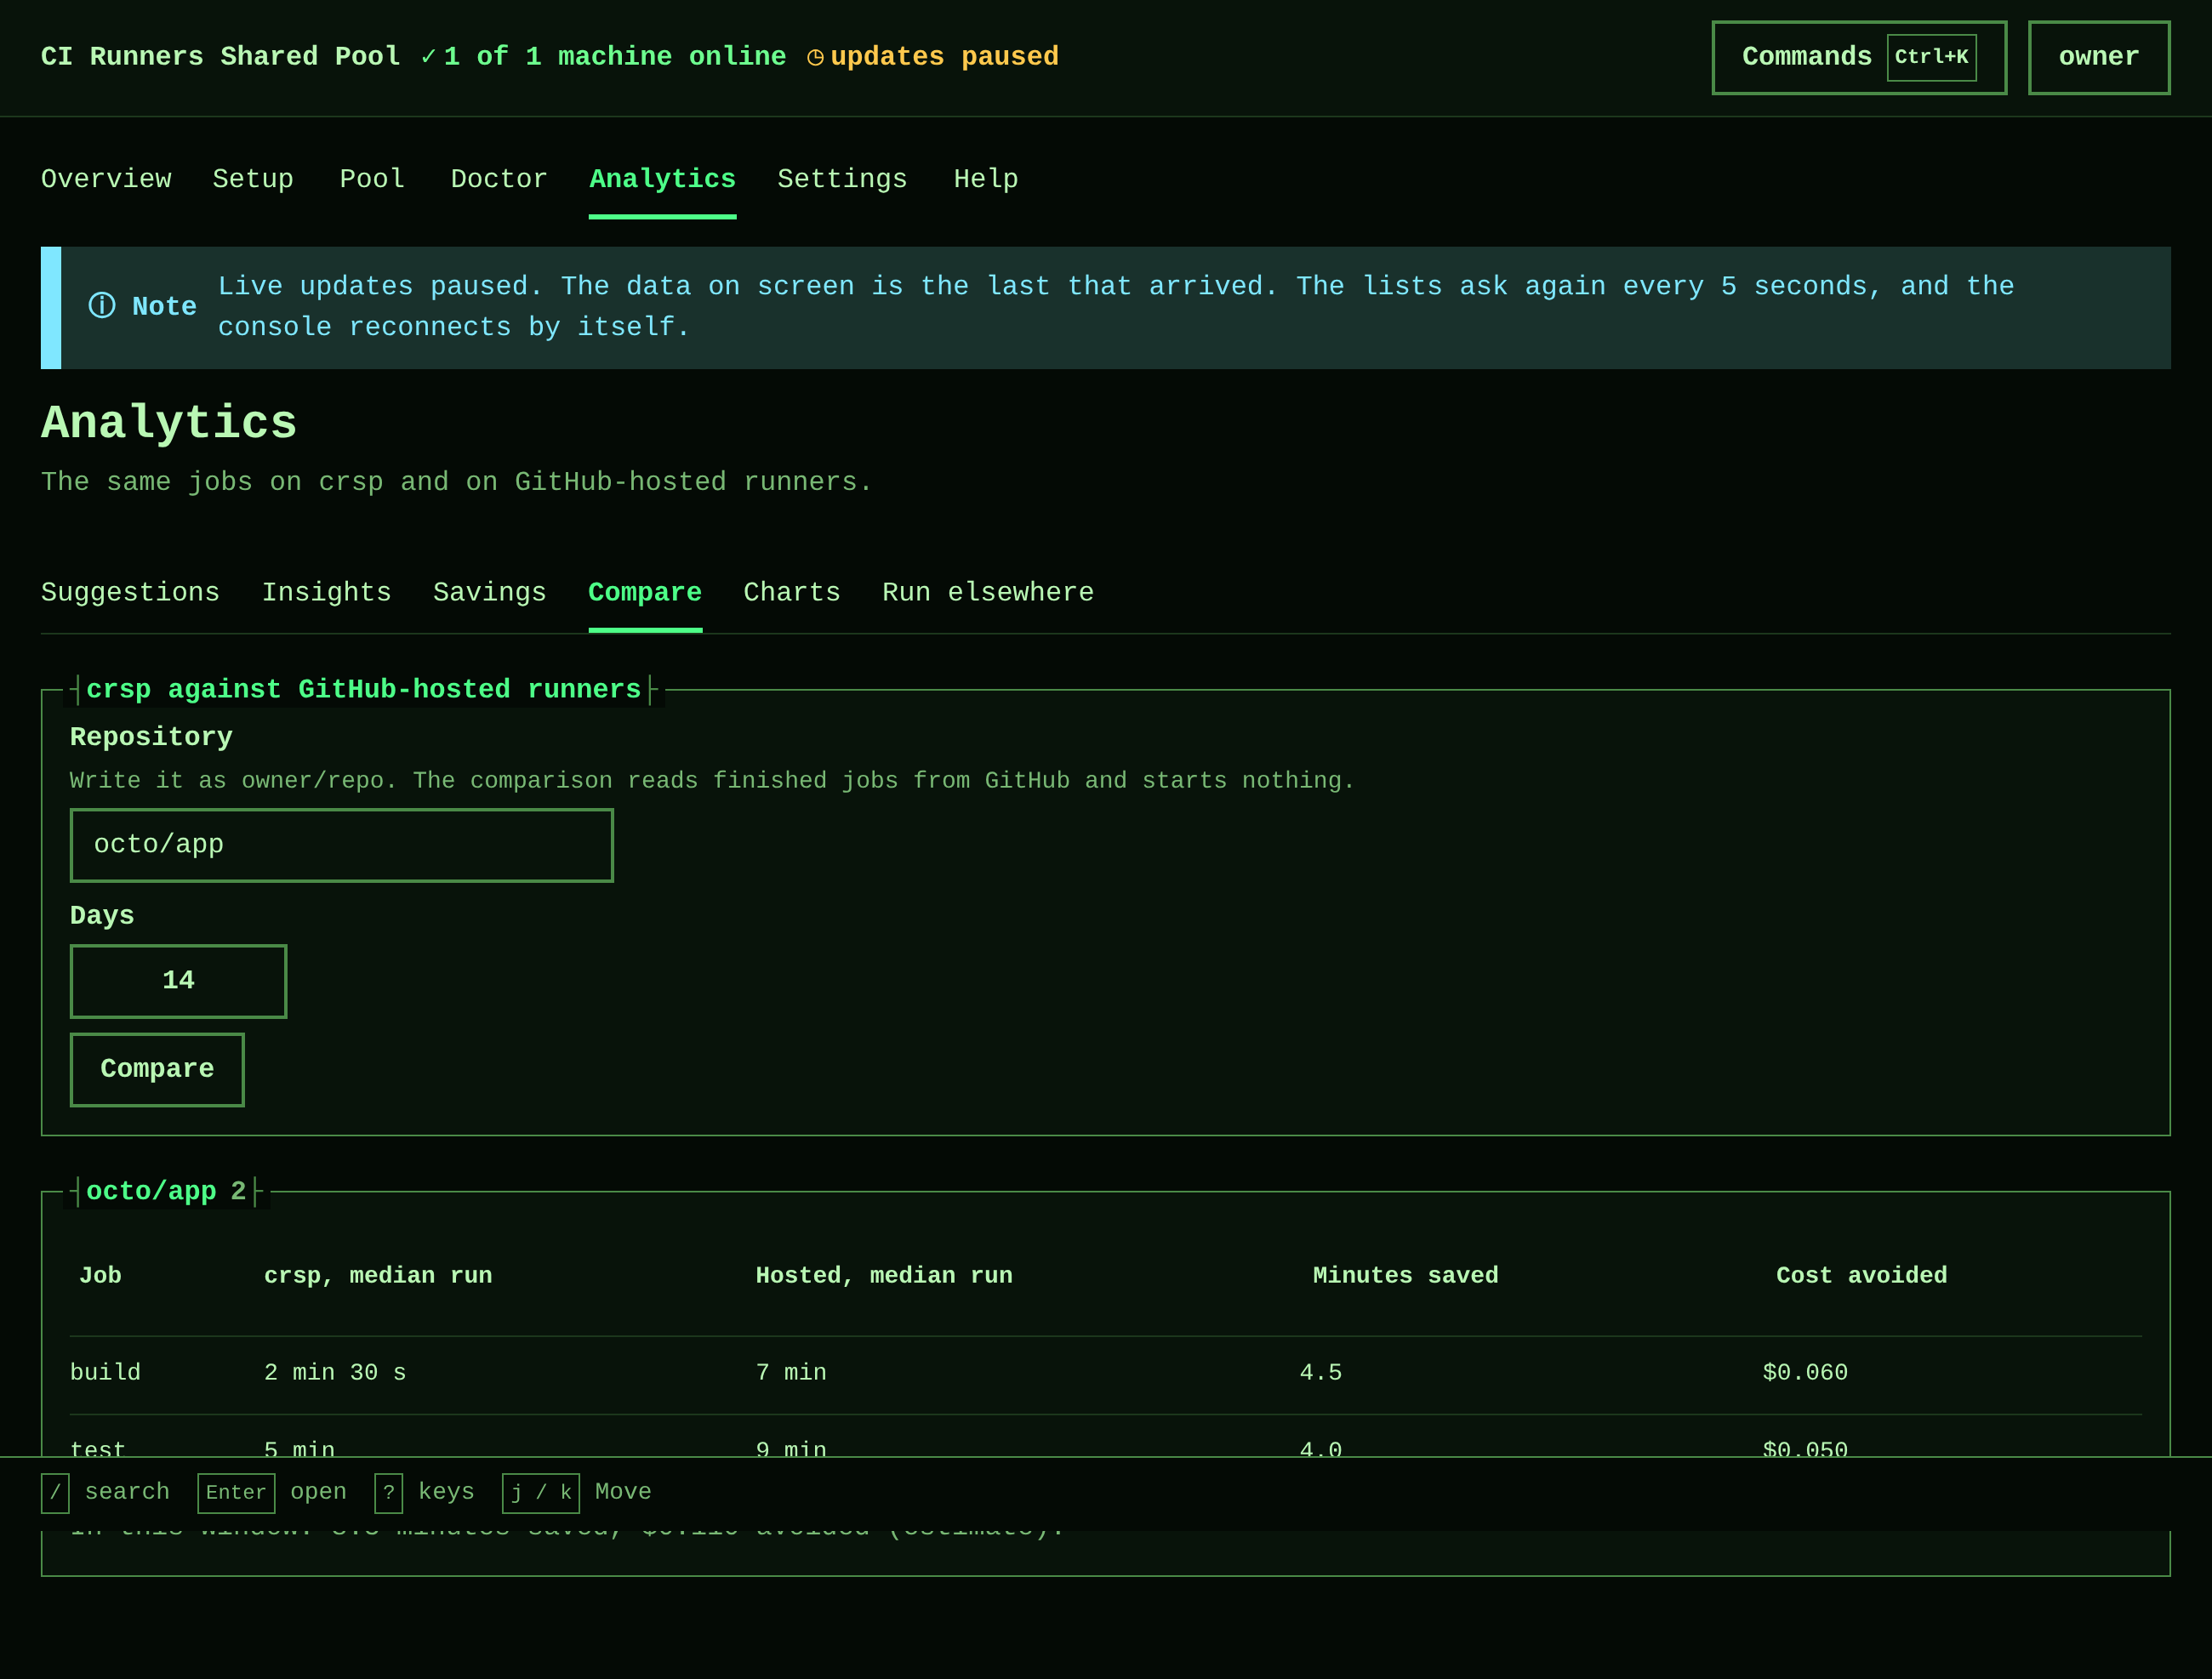 CI Runners Shared Pool ✓ 1 of 1 machine online ◷ updates paused
Commands Ctrl+K owner
Overview Setup Pool Doctor Analytics Settings Help
ⓘ Note Live updates paused. The data on screen is the last that arrived. The lists ask again every 5 seconds, and the
console reconnects by itself.
Analytics
The same jobs on crsp and on GitHub-hosted runners.
Suggestions Insights Savings Compare Charts Run elsewhere
crsp against GitHub-hosted runners
Repository
Write it as owner/repo. The comparison reads finished jobs from GitHub and starts nothing.
octo/app
Days
14
Compare
octo/app 2
Job crsp, median run Hosted, median run Minutes saved Cost avoided
build 2 min 30 s 7 min 4.5 $0.060
test 5 min 9 min 4.0 $0.050
/ search Enter open ? keys j / k Move
minutes saved, avoided (estimate).